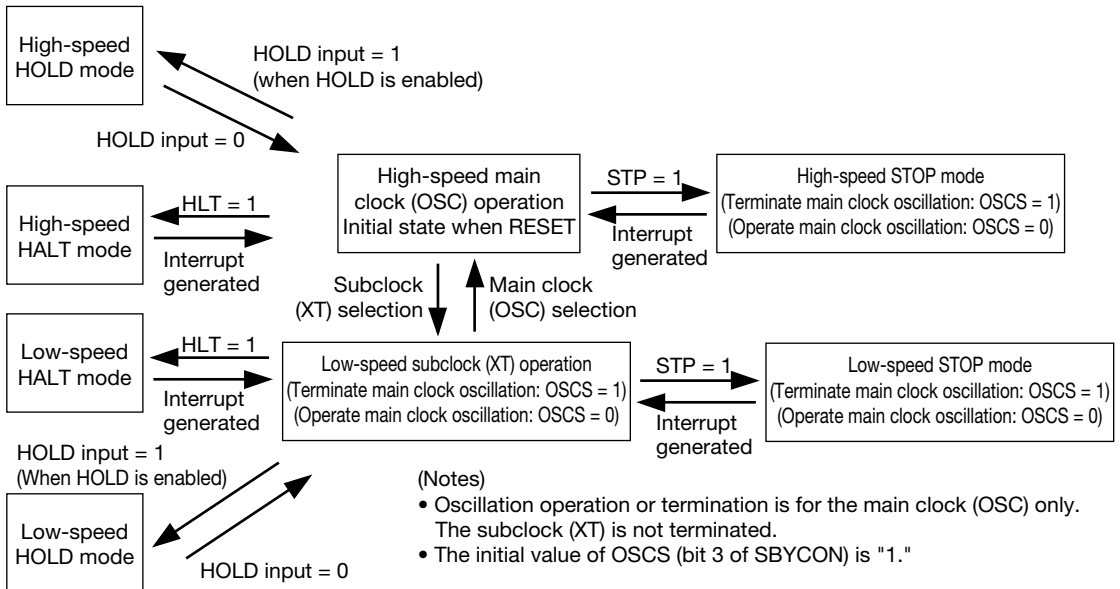 High-speed
HOLD mode
HOLD input = 1
(when HOLD is enabled)
HOLD input = 0
High-speed main
clock (OSC) operation
Initial state when RESET
STP = 1
Interrupt
generated
High-speed STOP mode
(Terminate main clock oscillation: OSCS = 1)
(Operate main clock oscillation: OSCS = 0)
High-speed
HALT mode
HLT = 1
Interrupt
generated
Subclock
(XT) selection
Main clock
(OSC) selection
Low-speed
HALT mode
HLT = 1
Interrupt
generated
Low-speed subclock (XT) operation
(Terminate main clock oscillation: OSCS = 1)
(Operate main clock oscillation: OSCS = 0)
STP = 1
Interrupt
generated
Low-speed STOP mode
(Terminate main clock oscillation: OSCS = 1)
(Operate main clock oscillation: OSCS = 0)
HOLD input = 1
(When HOLD is enabled)
Low-speed
HOLD mode
HOLD input = 0
(Notes)
• Oscillation operation or termination is for the main clock (OSC) only.
The subclock (XT) is not terminated.
• The initial value of OSCS (bit 3 of SBYCON) is "1."